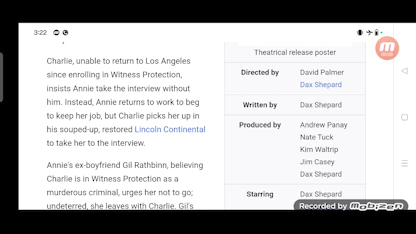 3:22
Charlie, unable to return to Los Angeles
since enrolling in Witness Protection,
insists Annie take the interview without
him. Instead, Annie returns to work to beg
to keep her job, but Charlie picks her up in
his souped-up, restored Lincoln Continental
to take her to the interview.
Annie's ex-boyfriend Gil Rathbinn, believing
Charlie is in Witness Protection as a
murderous criminal, urges her not to go;
undeterred, she leaves with Charlie. Gil's
Theatrical release poster
Directed by David Palmer
Dax Shepard
Written by Dax Shepard
Produced by Andrew Panay
Nate Tuck
Kim Waltrip
Jim Casey
Dax Shepard
Starring Dax Shepard
Recorded by Mobizen